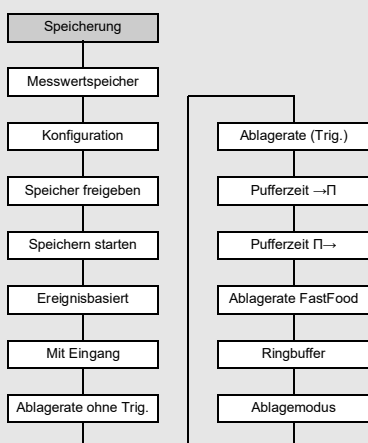 Speicherung
Messwertspeicher
Konfiguration
Speicher freigeben
Speichern starten
Ereignisbasiert
Mit Eingang
Ablagerate ohne Trig.
Ablagerate (Trig.)
Pufferzeit →Π
Pufferzeit Π→
Ablagerate FastFood
Ringbuffer
Ablagemodus